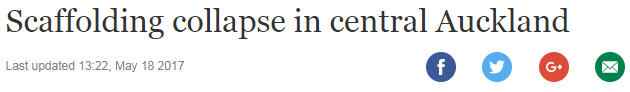 Scaffolding collapse in central Auckland
Last updated 13:22, May 18 2017
f
G+